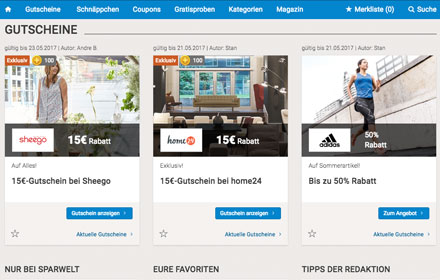 Gutscheine Schnäppchen Coupons Gratisproben Kategorien Magazin Merkliste (0) Suche
GUTSCHEINE
gültig bis 23.05.2017 | Autor: Andre B.
Exklusiv 100
sheego 15€ Rabatt
Auf Alles!
15€-Gutschein bei Sheego
Gutschein anzeigen
Aktuelle Gutscheine
gültig bis 21.05.2017 | Autor: Stan
Exklusiv 100
home24 15€ Rabatt
Exklusiv!
15€-Gutschein bei home24
Gutschein anzeigen
Aktuelle Gutscheine
gültig bis 21.05.2017 | Autor: Stan
adidas 50%
Rabatt
Auf Sommerartikel!
Bis zu 50% Rabatt
Zum Angebot
Aktuelle Gutscheine
NUR BEI SPARWELT
EURE FAVORITEN
TIPPS DER REDAKTION